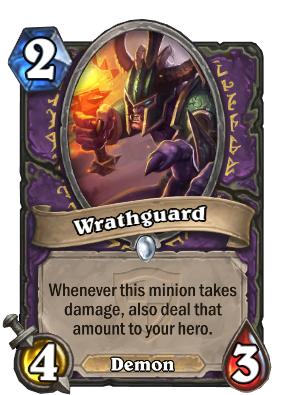 2
Wrathguard
Whenever this minion takes
damage, also deal that
amount to your hero.
4
Demon
3